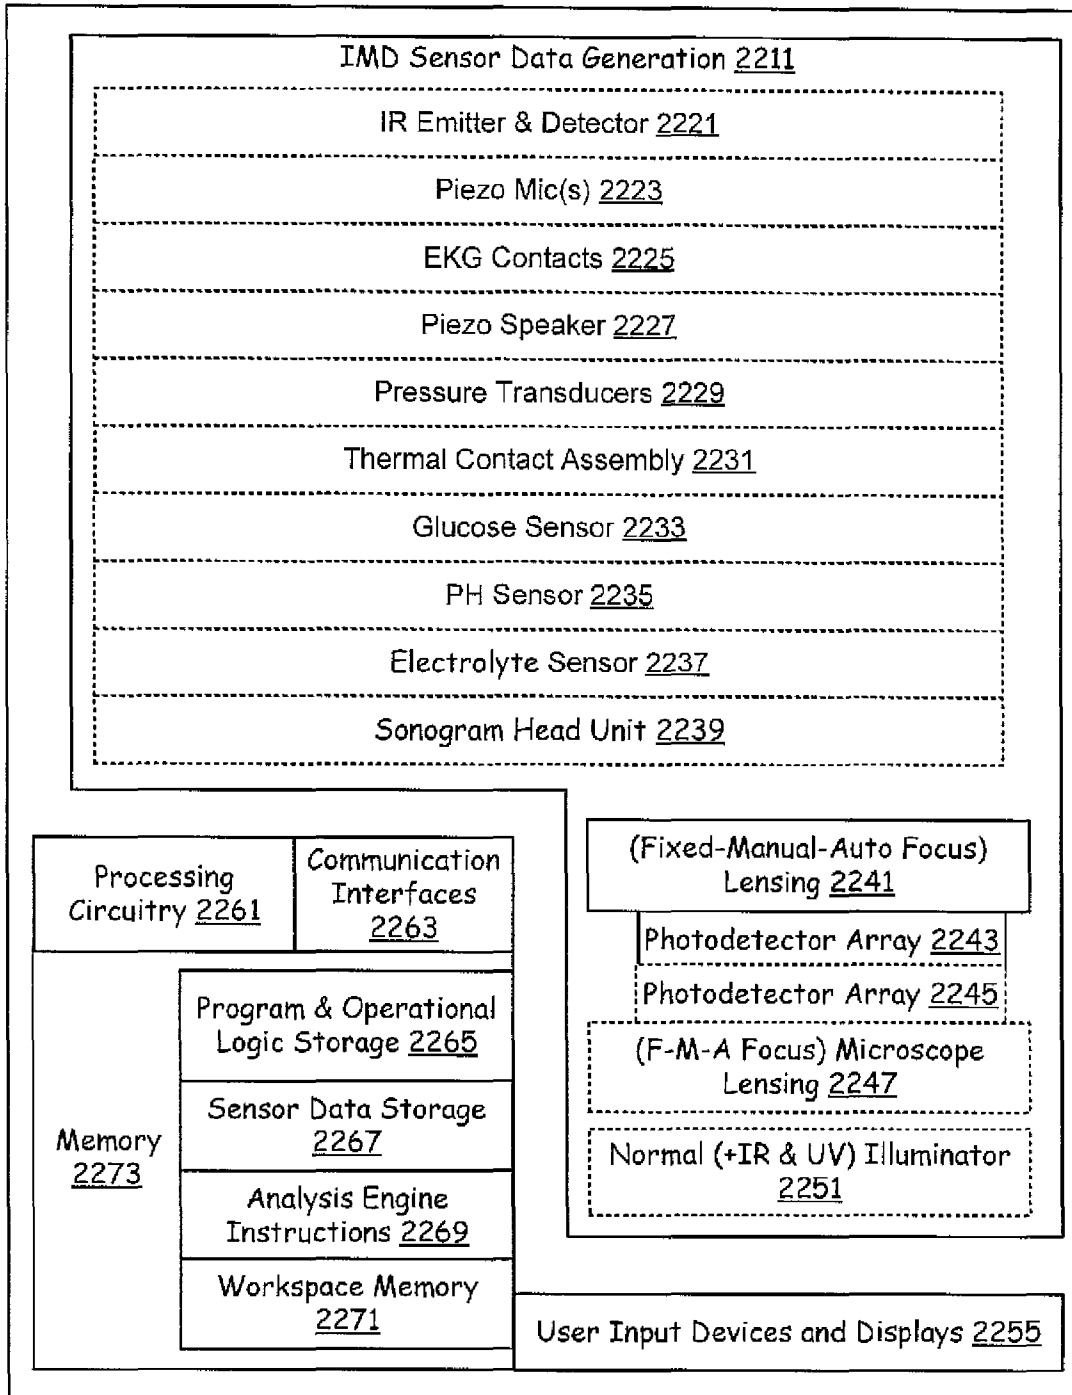 IMD Sensor Data Generation 2211
IR Emitter & Detector 2221
Piezo Mic(s) 2223
EKG Contacts 2225
Piezo Speaker 2227
Pressure Transducers 2229
Thermal Contact Assembly 2231
Glucose Sensor 2233
PH Sensor 2235
Electrolyte Sensor 2237
Sonogram Head Unit 2239
Processing
Circuitry 2261
Communication
Interfaces
2263
Memory
2273
Program & Operational
Logic Storage 2265
Sensor Data Storage
2267
Analysis Engine
Instructions 2269
Workspace Memory
2271
(Fixed-Manual-Auto Focus)
Lensing 2241
Photodetector Array 2243
Photodetector Array 2245
(F-M-A Focus) Microscope
Lensing 2247
Normal (+IR & UV) Illuminator
2251
User Input Devices and Displays 2255